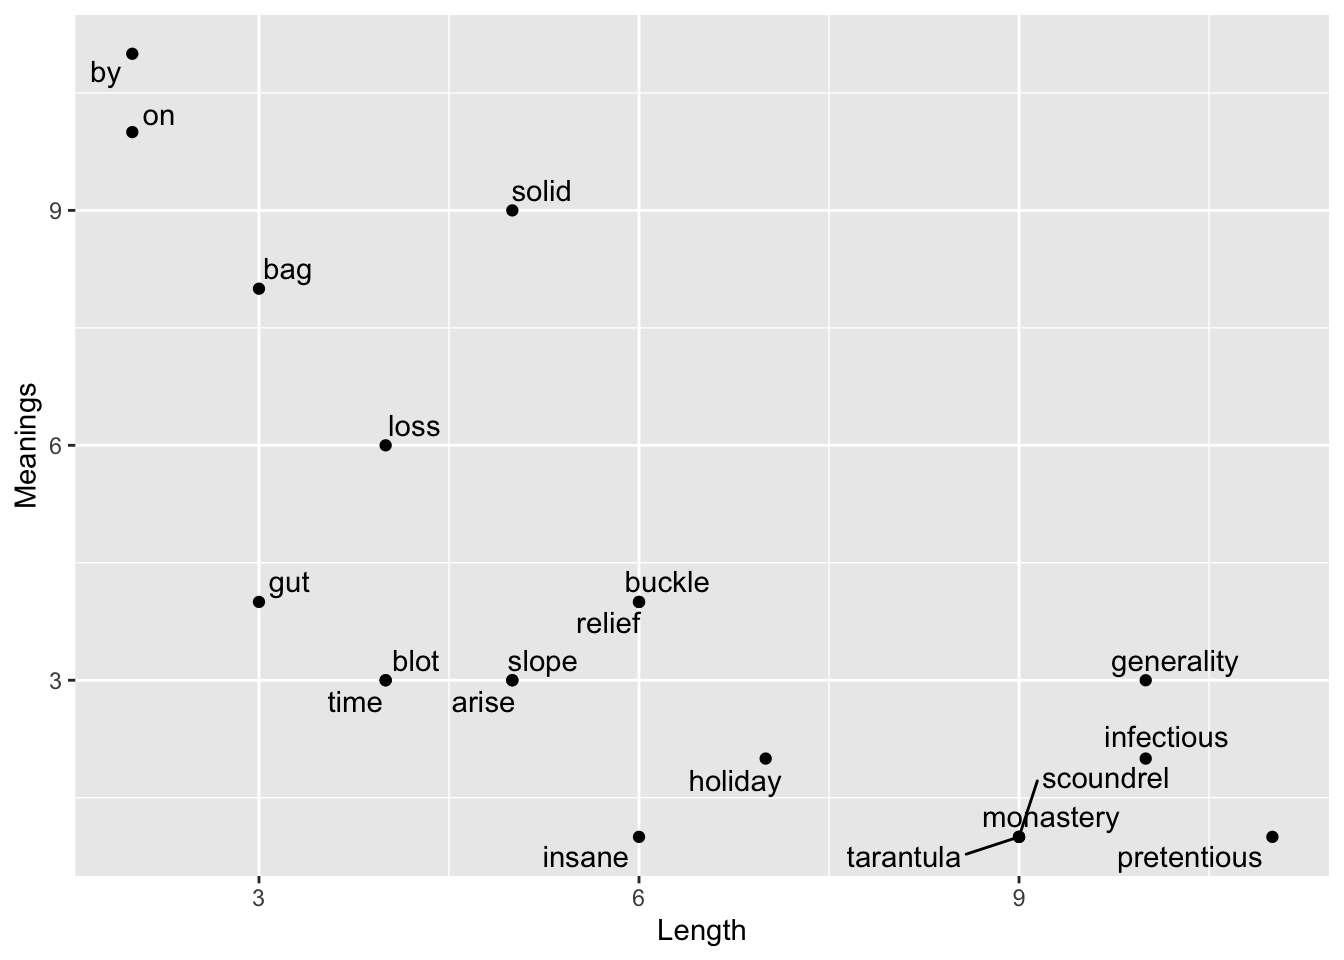 by
on
solid
9
bag
loss
6
Meanings
gut
buckle
relief
blot
slope
time
arise
3
generality
infectious
holiday
scoundrel
monastery
insane
tarantula
pretentious
3
6
9
Length